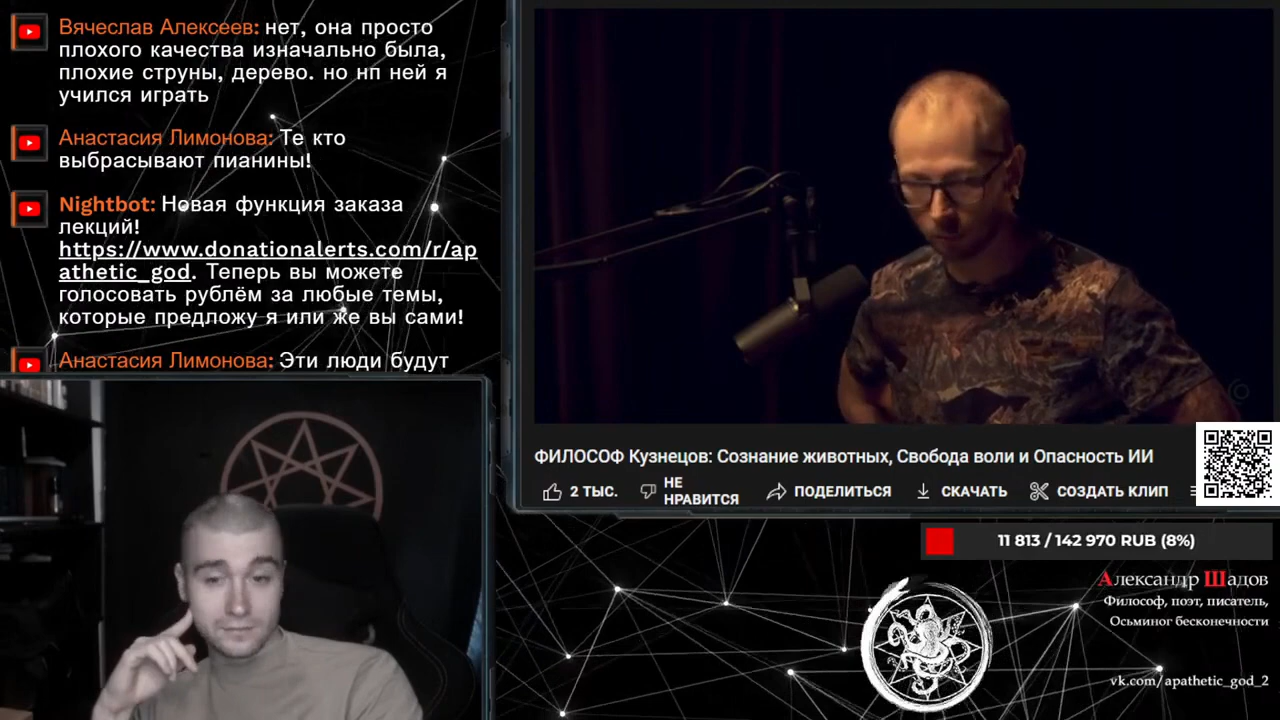 Вячеслав Алексеев: нет, она просто
плохого качества изначально была,
плохие струны, дерево. но нп ней я
учился играть
Анастасия Лимонова: Те кто
выбрасывают пианины!
Nightbot: Новая функция заказа
лекций!
https://www.donationalerts.com/r/ap
athetic_god. Теперь вы можете
голосовать рублём за любые темы,
которые предложу я или же вы сами!
Анастасия Лимонова: Эти люди будут
ФИЛОСОФ Кузнецов: Сознание животных, Свобода воли и Опасность ИИ
2 ТЫС.
НЕ
НРАВИТСЯ
ПОДЕЛИТЬСЯ
СКАЧАТЬ
СОЗДАТЬ КЛИП
11 813 / 142 970 RUB (8%)
Александр Шадов
Философ, поэт, писатель,
Осьминог бесконечности
vk.com/apathetic_god_2